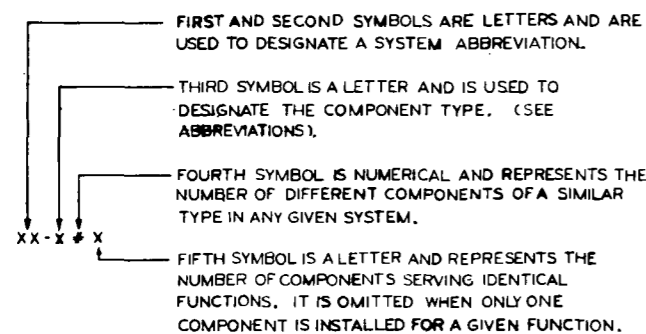 FIRST AND SECOND SYMBOLS ARE LETTERS AND ARE
USED TO DESIGNATE A SYSTEM ABBREVIATION.
THIRD SYMBOL IS A LETTER AND IS USED TO
DESIGNATE THE COMPONENT TYPE. (SEE
ABBREVIATIONS).
FOURTH SYMBOL IS NUMERICAL AND REPRESENTS THE
NUMBER OF DIFFERENT COMPONENTS OF A SIMILAR
TYPE IN ANY GIVEN SYSTEM.
XX-X # X
FIFTH SYMBOL IS A LETTER AND REPRESENTS THE
NUMBER OF COMPONENTS SERVING IDENTICAL
FUNCTIONS. IT IS OMITTED WHEN ONLY ONE
COMPONENT IS INSTALLED FOR A GIVEN FUNCTION.